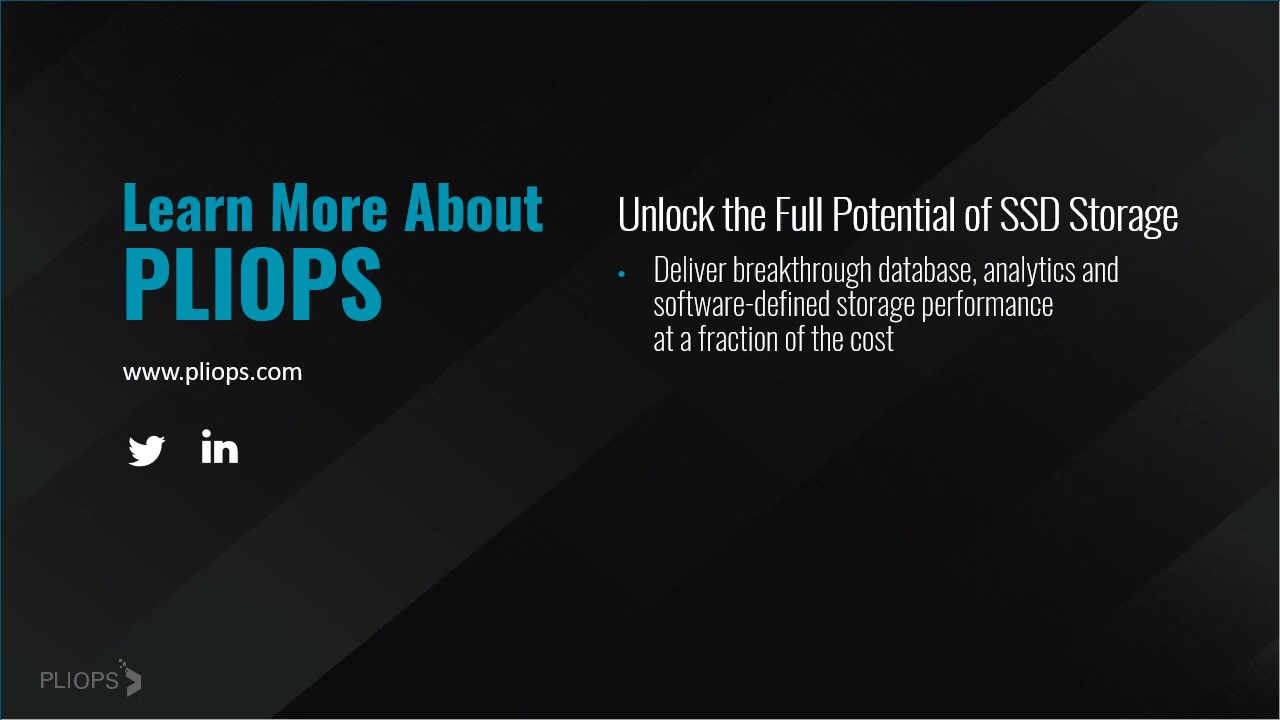 Learn More About
PLIOPS
www.pliops.com
Unlock the Full Potential of SSD Storage
• Deliver breakthrough database, analytics and
software-defined storage performance
at a fraction of the cost
PLIOPS